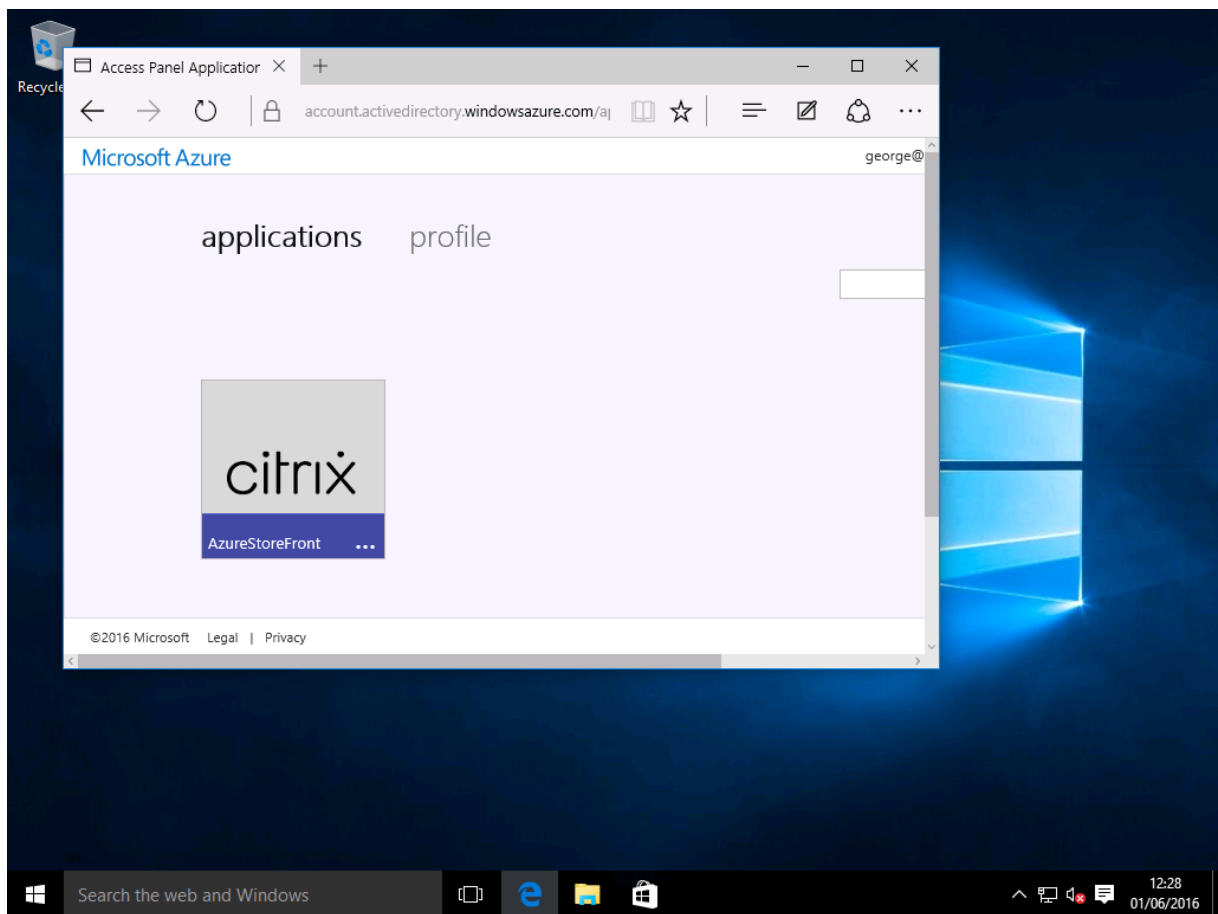 Recycle
Access Panel Application
account.activedirectory.windowsazure.com/a
Microsoft Azure
george@
applications profile
citrix
AzureStoreFront ...
©2016 Microsoft Legal | Privacy
Search the web and Windows
12:28
01/06/2016